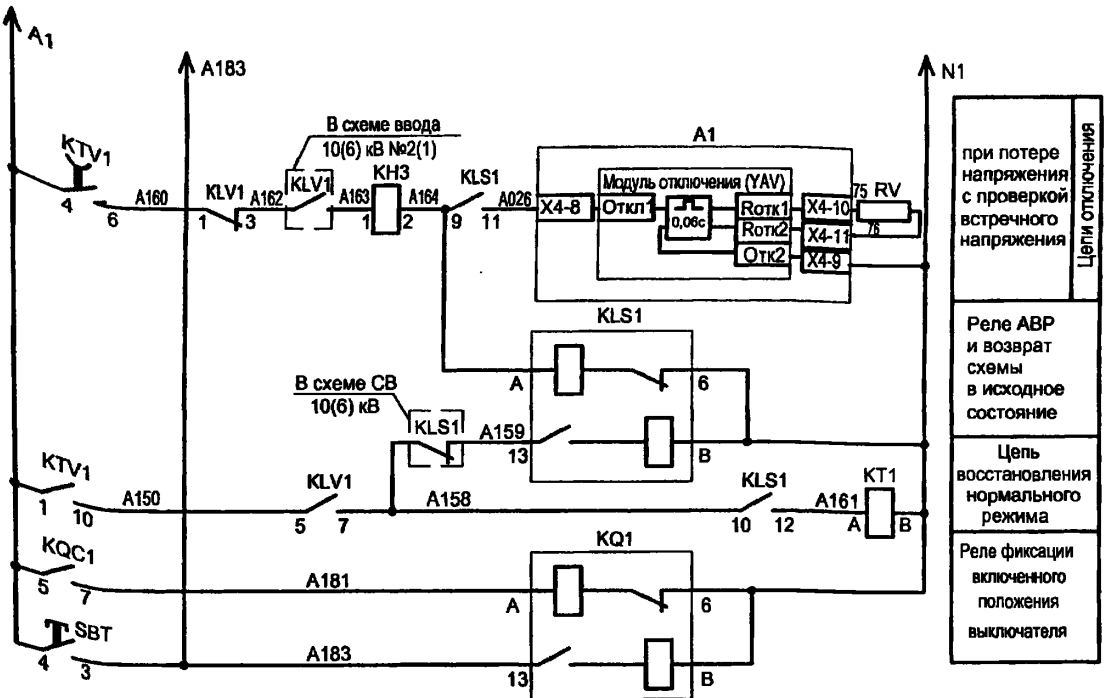 A1
A183
N1
В схеме ввода
10(6) кВ №2(1)
KTV1
4
6
A160
KLV1
1
3
A162
KLV1
A163
KH3
1
2
A164
KLS1
9
11
A026
A1
Модуль отключения (YAV)
X4-8
Откл1
0,06с
Rотк1
Rотк2
Отк2
X4-10
X4-11
X4-9
75
RV
76
при потере
напряжения
с проверкой
встречного
напряжения
Цепи отключения
KLS1
A
6
13
B
Реле АВР
и возврат
схемы
в исходное
состояние
В схеме СВ
10(6) кВ
KLS1
A159
KTV1
1
10
A150
KLV1
5
7
A158
KLS1
10
12
A161
KT1
A
B
Цепь
восстановления
нормального
режима
KQC1
5
7
A181
KQ1
A
6
Реле фиксации
включенного
положения
выключателя
SBT
4
3
A183
13
B